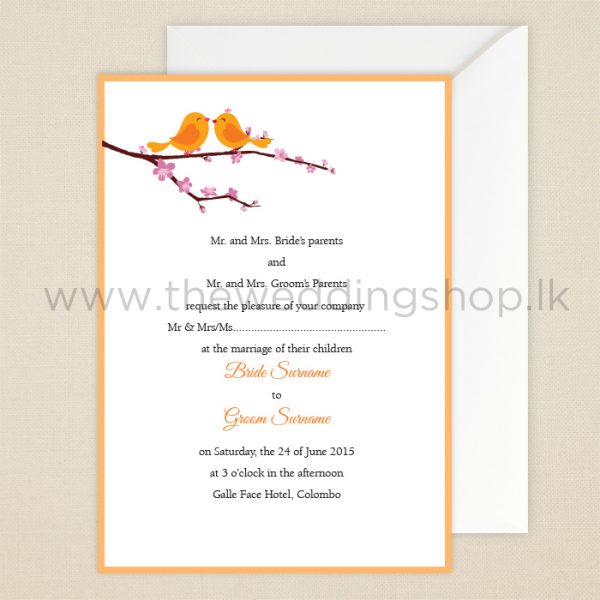 Mr. and Mrs. Bride's parents
and
Mr. and Mrs. Groom's Parents
www.theweddingshop.lk
request the pleasure of your company
Mr & Mrs/Ms...................................................
at the marriage of their children
Bride Surname
to
Groom Surname
on Saturday, the 24 of June 2015
at 3 o'clock in the afternoon
Galle Face Hotel, Colombo